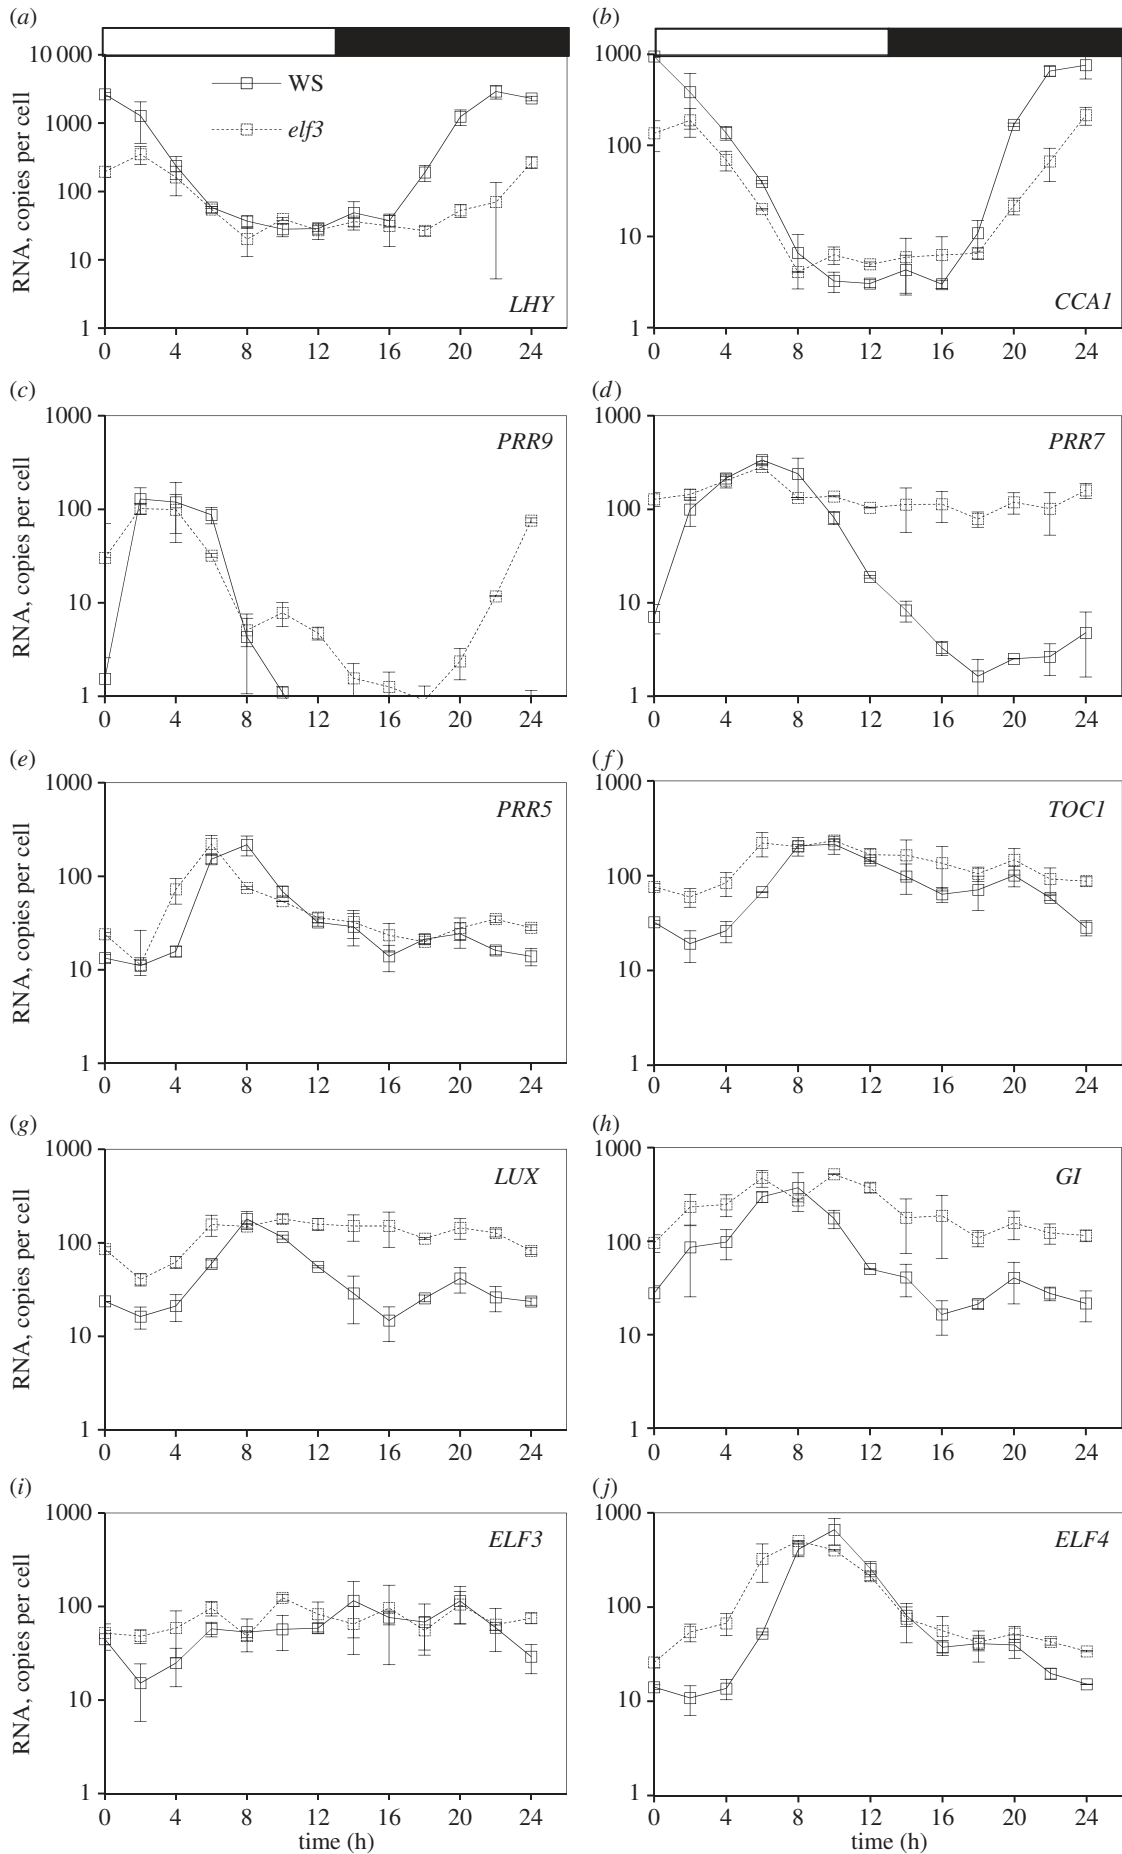 (a)
(b)
10 000
1000
100
10
1
RNA, copies per cell
WS
elf3
LHY
0 4 8 12 16 20 24
1000
100
10
1
CCA1
0 4 8 12 16 20 24
(c)
(d)
1000
100
10
1
RNA, copies per cell
PRR9
0 4 8 12 16 20 24
1000
100
10
1
PRR7
0 4 8 12 16 20 24
(e)
(f)
1000
100
10
1
RNA, copies per cell
PRR5
0 4 8 12 16 20 24
1000
100
10
1
TOC1
0 4 8 12 16 20 24
(g)
(h)
1000
100
10
1
RNA, copies per cell
LUX
0 4 8 12 16 20 24
1000
100
10
1
GI
0 4 8 12 16 20 24
(i)
(j)
1000
100
10
1
RNA, copies per cell
ELF3
0 4 8 12 16 20 24
time (h)
1000
100
10
1
ELF4
0 4 8 12 16 20 24
time (h)